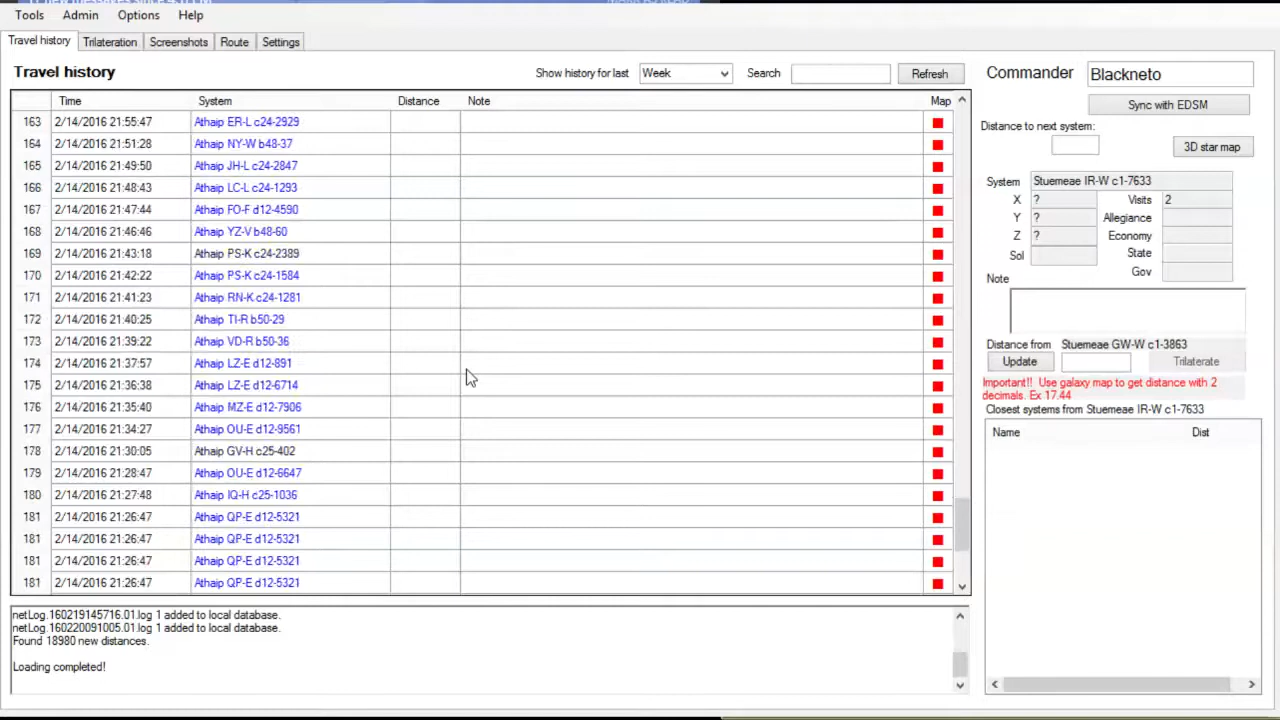 Tools Admin Options Help
Travel history Trilateration Screenshots Route Settings
Travel history
Show history for last Week Search Refresh
Time System Distance Note Map
163 2/14/2016 21:55:47 Athaip ER-L c24-2929
164 2/14/2016 21:51:28 Athaip NY-W b48-37
165 2/14/2016 21:49:50 Athaip JH-L c24-2847
166 2/14/2016 21:48:43 Athaip LC-L c24-1293
167 2/14/2016 21:47:44 Athaip FO-F d12-4590
168 2/14/2016 21:46:46 Athaip YZ-V b48-60
169 2/14/2016 21:43:18 Athaip PS-K c24-2389
170 2/14/2016 21:42:22 Athaip PS-K c24-1584
171 2/14/2016 21:41:23 Athaip RN-K c24-1281
172 2/14/2016 21:40:25 Athaip TI-R b50-29
173 2/14/2016 21:39:22 Athaip VD-R b50-36
174 2/14/2016 21:37:57 Athaip LZ-E d12-891
175 2/14/2016 21:36:38 Athaip LZ-E d12-6714
176 2/14/2016 21:35:40 Athaip MZ-E d12-7906
177 2/14/2016 21:34:27 Athaip OU-E d12-9561
178 2/14/2016 21:30:05 Athaip GV-H c25-402
179 2/14/2016 21:28:47 Athaip OU-E d12-6647
180 2/14/2016 21:27:48 Athaip IQ-H c25-1036
181 2/14/2016 21:26:47 Athaip QP-E d12-5321
181 2/14/2016 21:26:47 Athaip QP-E d12-5321
181 2/14/2016 21:26:47 Athaip QP-E d12-5321
181 2/14/2016 21:26:47 Athaip QP-E d12-5321
netLog.160219145716.01.log 1 added to local database.
netLog.160220091005.01.log 1 added to local database.
Found 18980 new distances.
Loading completed!
Commander Blackneto
Sync with EDSM
Distance to next system:
3D star map
System Stuemeae IR-W c1-7633
X ? Visits 2
Y ? Allegiance
Z ? Economy
Sol State
Gov
Note
Distance from Stuemeae GW-W c1-3863
Update Trilaterate
Important!! Use galaxy map to get distance with 2
decimals. Ex 17.44
Closest systems from Stuemeae IR-W c1-7633
Name Dist